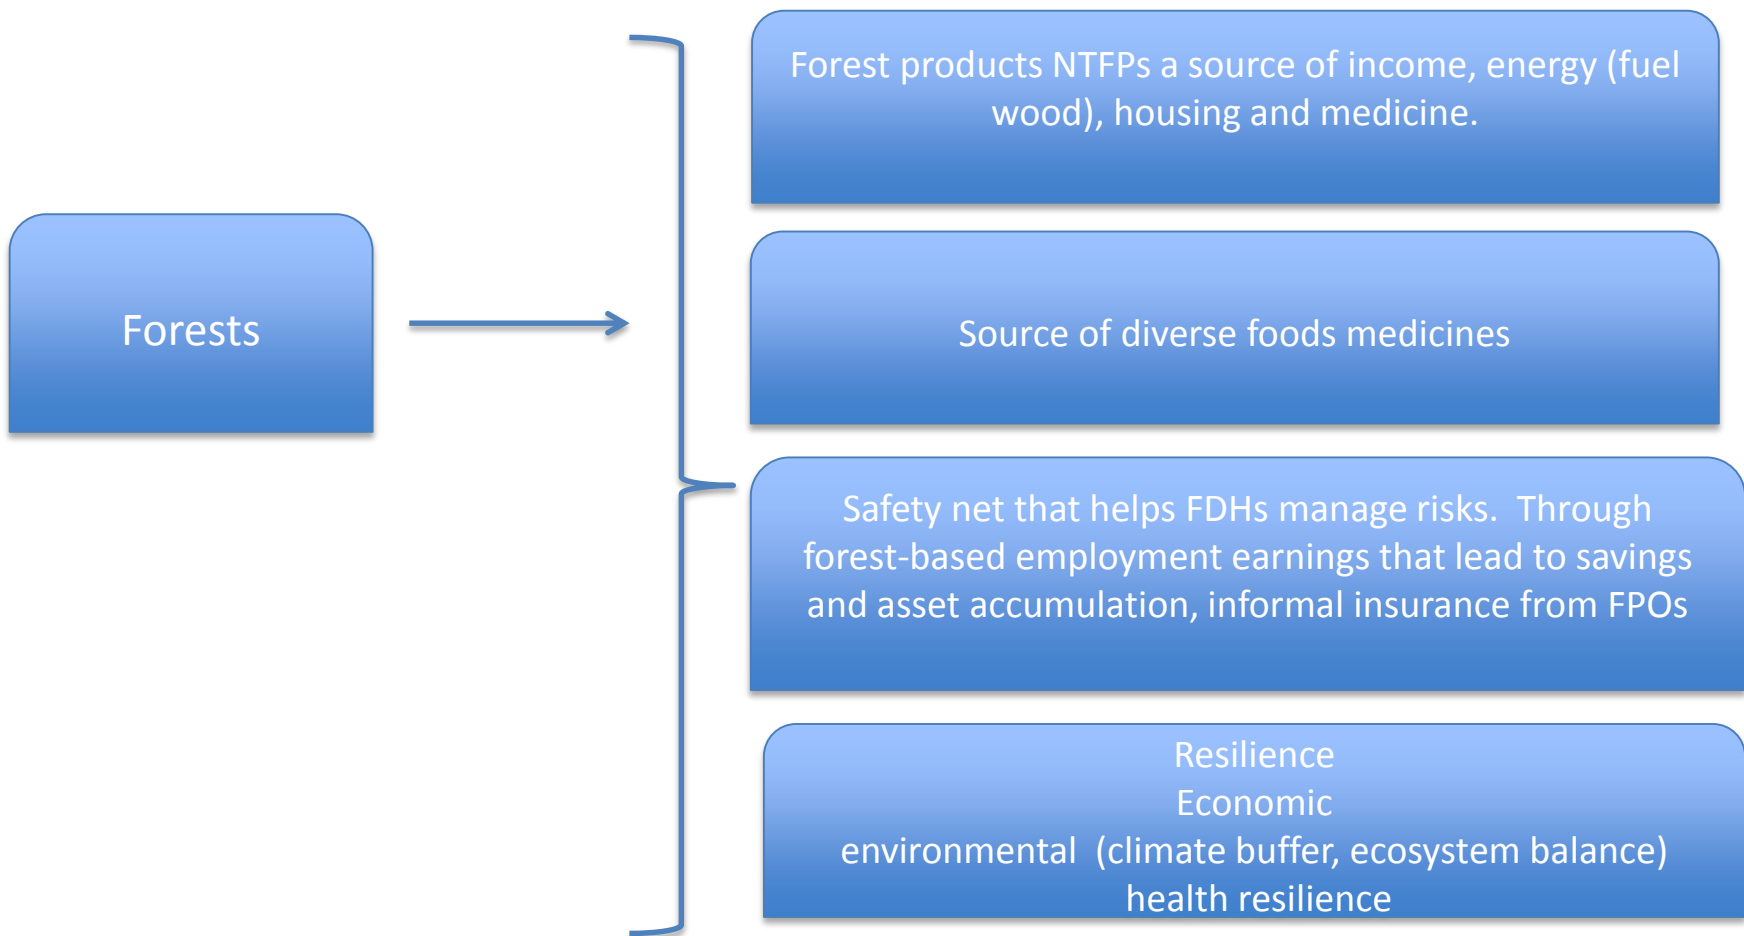 Forests
Forest products NTFPs a source of income, energy (fuel
wood), housing and medicine.
Source of diverse foods medicines
Safety net that helps FDHs manage risks.  Through
forest-based employment earnings that lead to savings
and asset accumulation, informal insurance from FPOs
Resilience
Economic
environmental  (climate buffer, ecosystem balance)
health resilience